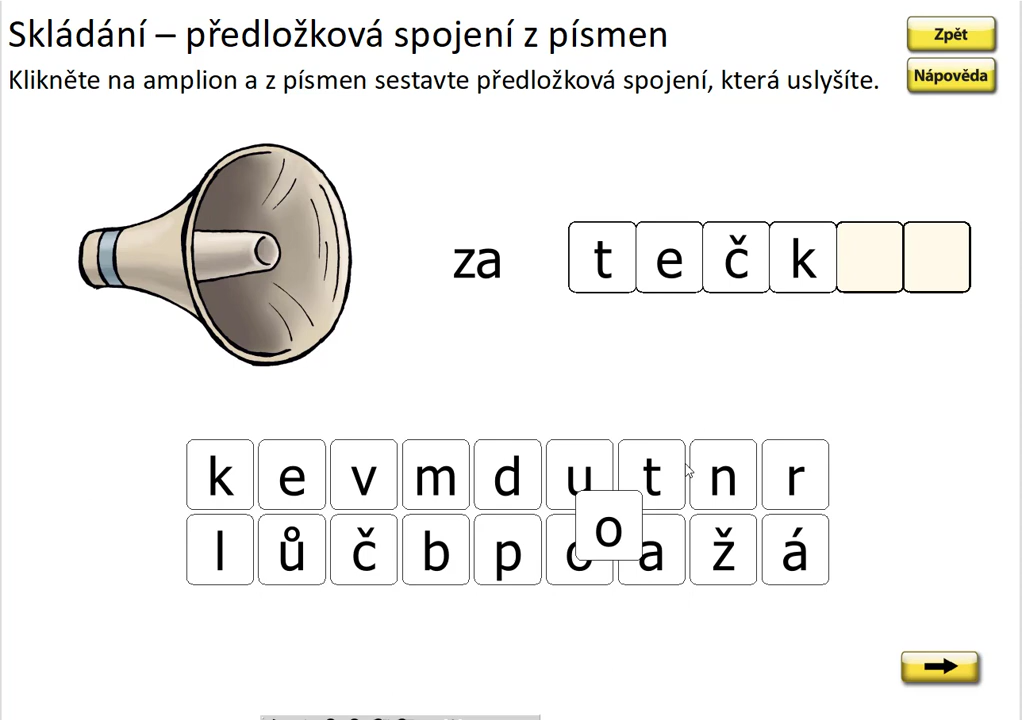 Skládání – předložková spojení z písmen
Zpět
Klikněte na amplion a z písmen sestavte předložková spojení, která uslyšíte.
Nápověda
za t e č k
k e v m d u t n r
o
l ů č b p o a ž á